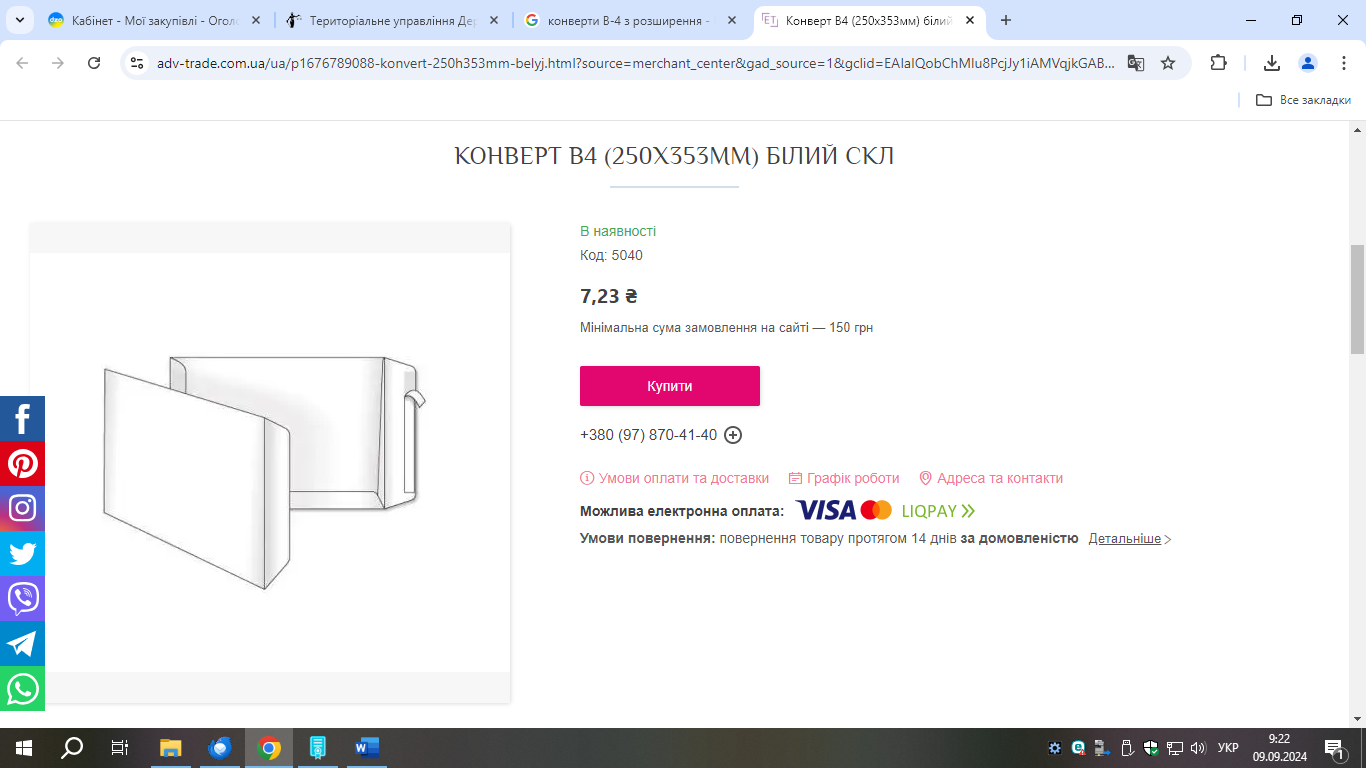 Кабінет - Мої закупівлі - Оголо
Територіальне управління Дер
конверти В-4 з розширення -
Конверт В4 (250х353мм) білий
adv-trade.com.ua/ua/p1676789088-konvert-250h353mm-belyj.html?source=merchant_center&gad_source=1&gclid=EAIaIQobChMIu8PcjJy1iAMVqjkGAB...
Все закладки
КОНВЕРТ В4 (250Х353ММ) БІЛИЙ СКЛ
В наявності
Код: 5040
7,23 ₴
Мінімальна сума замовлення на сайті — 150 грн
Купити
+380 (97) 870-41-40
Умови оплати та доставки Графік роботи Адреса та контакти
Можлива електронна оплата: VISA LIQPAY
Умови повернення: повернення товару протягом 14 днів за домовленістю Детальніше
УКР
9:22
09.09.2024
1